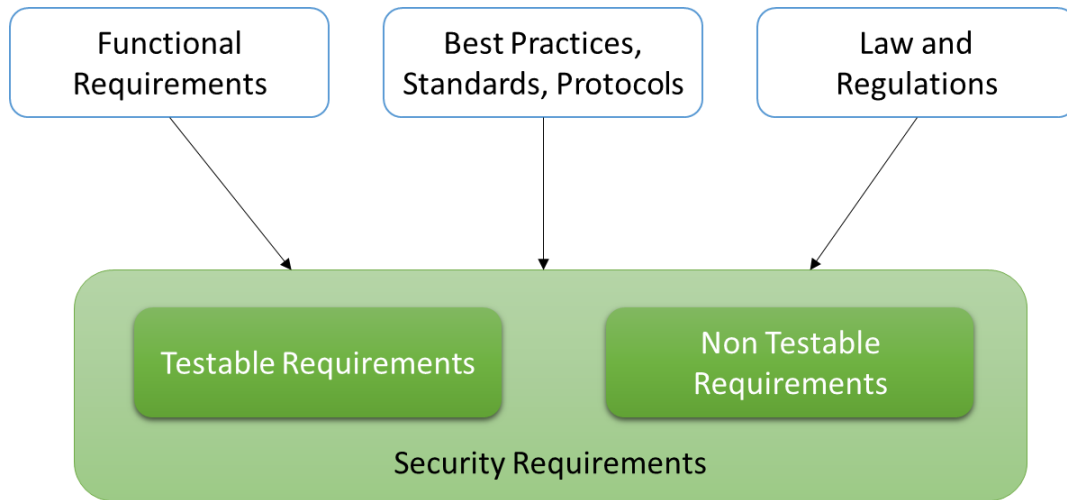 Functional
Requirements
Best Practices,
Standards, Protocols
Law and
Regulations
Testable Requirements
Non Testable
Requirements
Security Requirements